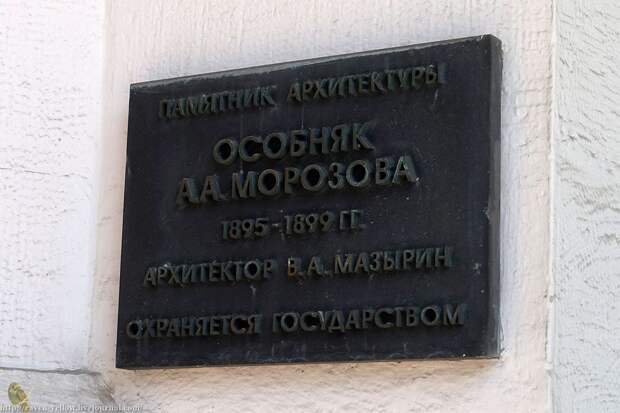 ПАМЯТНИК АРХИТЕКТУРЫ
ОСОБНЯК
А.А. МОРОЗОВА
1895-1899 ГГ.
АРХИТЕКТОР В.А. МАЗЫРИН
ОХРАНЯЕТСЯ ГОСУДАРСТВОМ